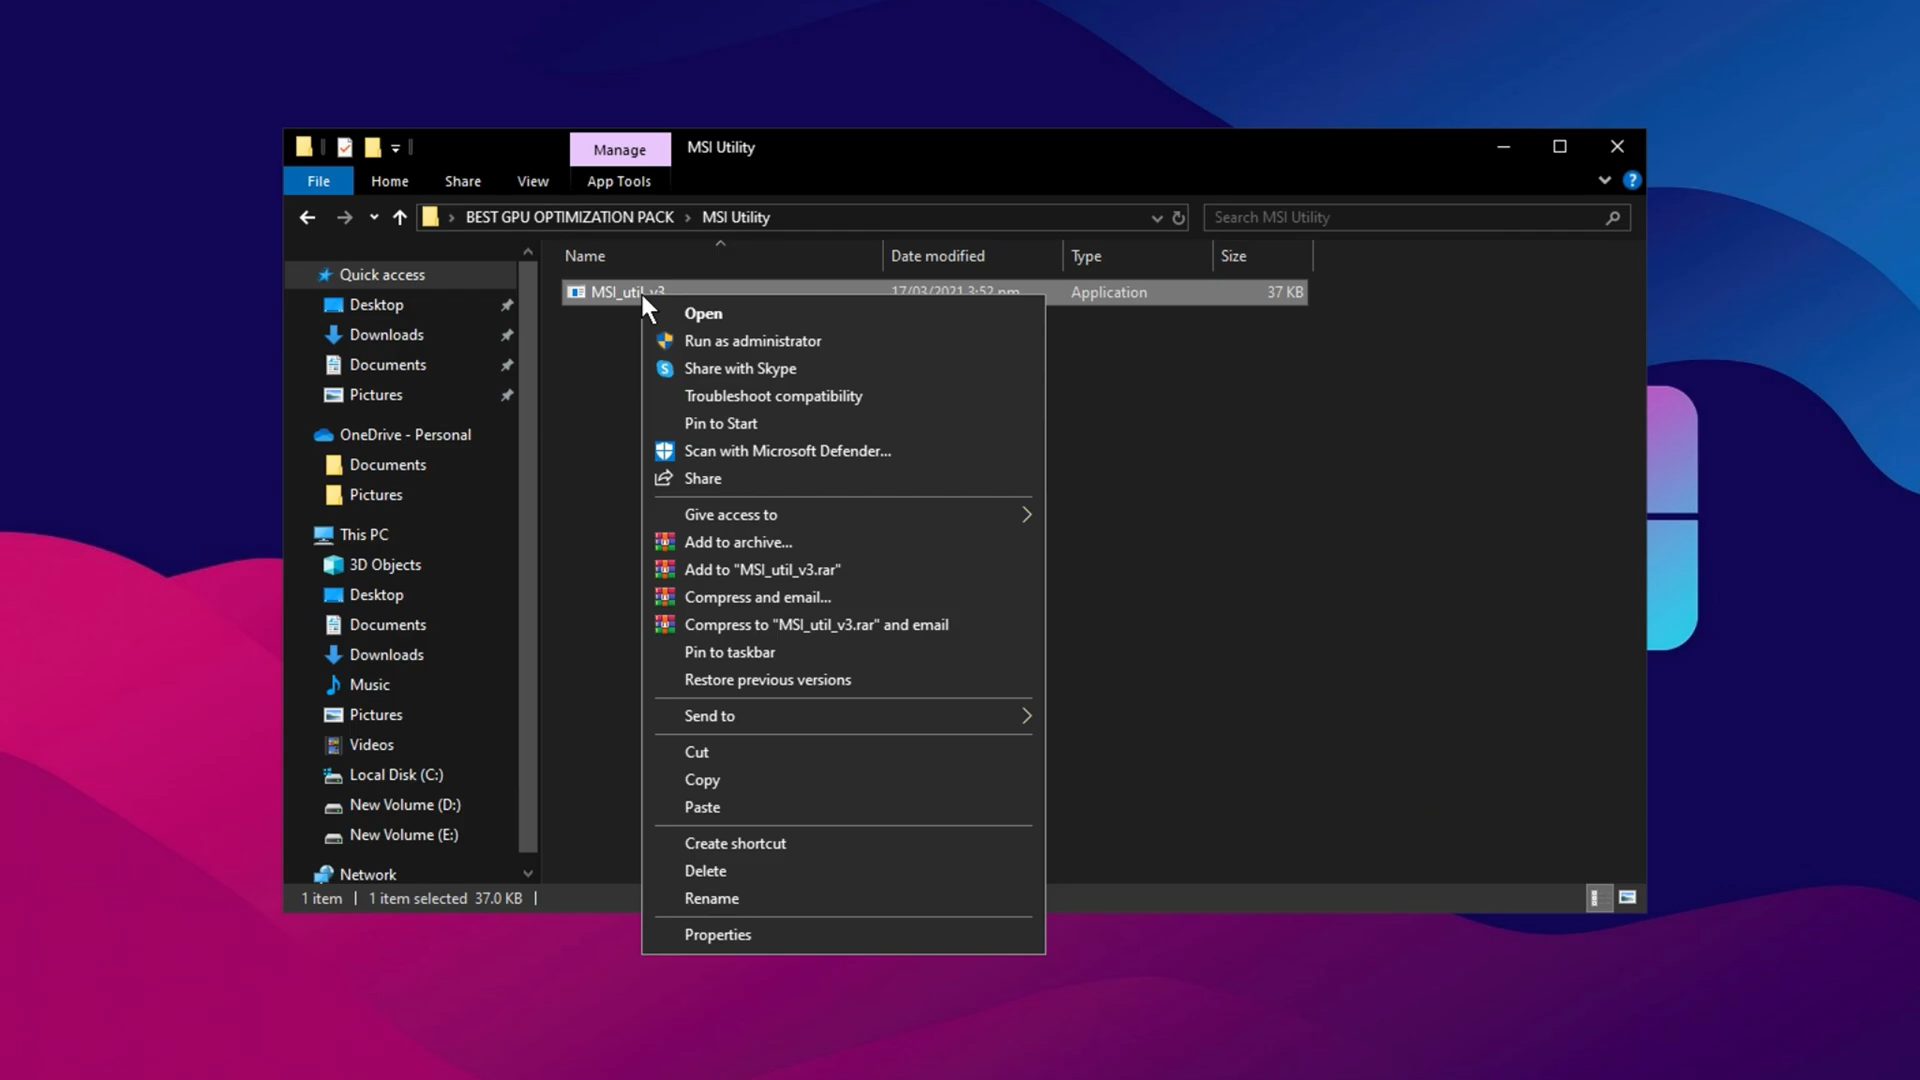 Manage
MSI Utility
File
Home
Share
View
App Tools
?
BEST GPU OPTIMIZATION PACK > MSI Utility
Search MSI Utility
Name
Date modified
Type
Size
MSI_util_v3
17/03/2021 3:52 pm
Application
37 KB
Quick access
Desktop
Downloads
Documents
Pictures
OneDrive - Personal
Documents
Pictures
This PC
3D Objects
Desktop
Documents
Downloads
Music
Pictures
Videos
Local Disk (C:)
New Volume (D:)
New Volume (E:)
Network
Open
Run as administrator
Share with Skype
Troubleshoot compatibility
Pin to Start
Scan with Microsoft Defender...
Share
Give access to
Add to archive...
Add to "MSI_util_v3.rar"
Compress and email...
Compress to "MSI_util_v3.rar" and email
Pin to taskbar
Restore previous versions
Send to
Cut
Copy
Paste
Create shortcut
Delete
Rename
Properties
1 item
1 item selected 37.0 KB